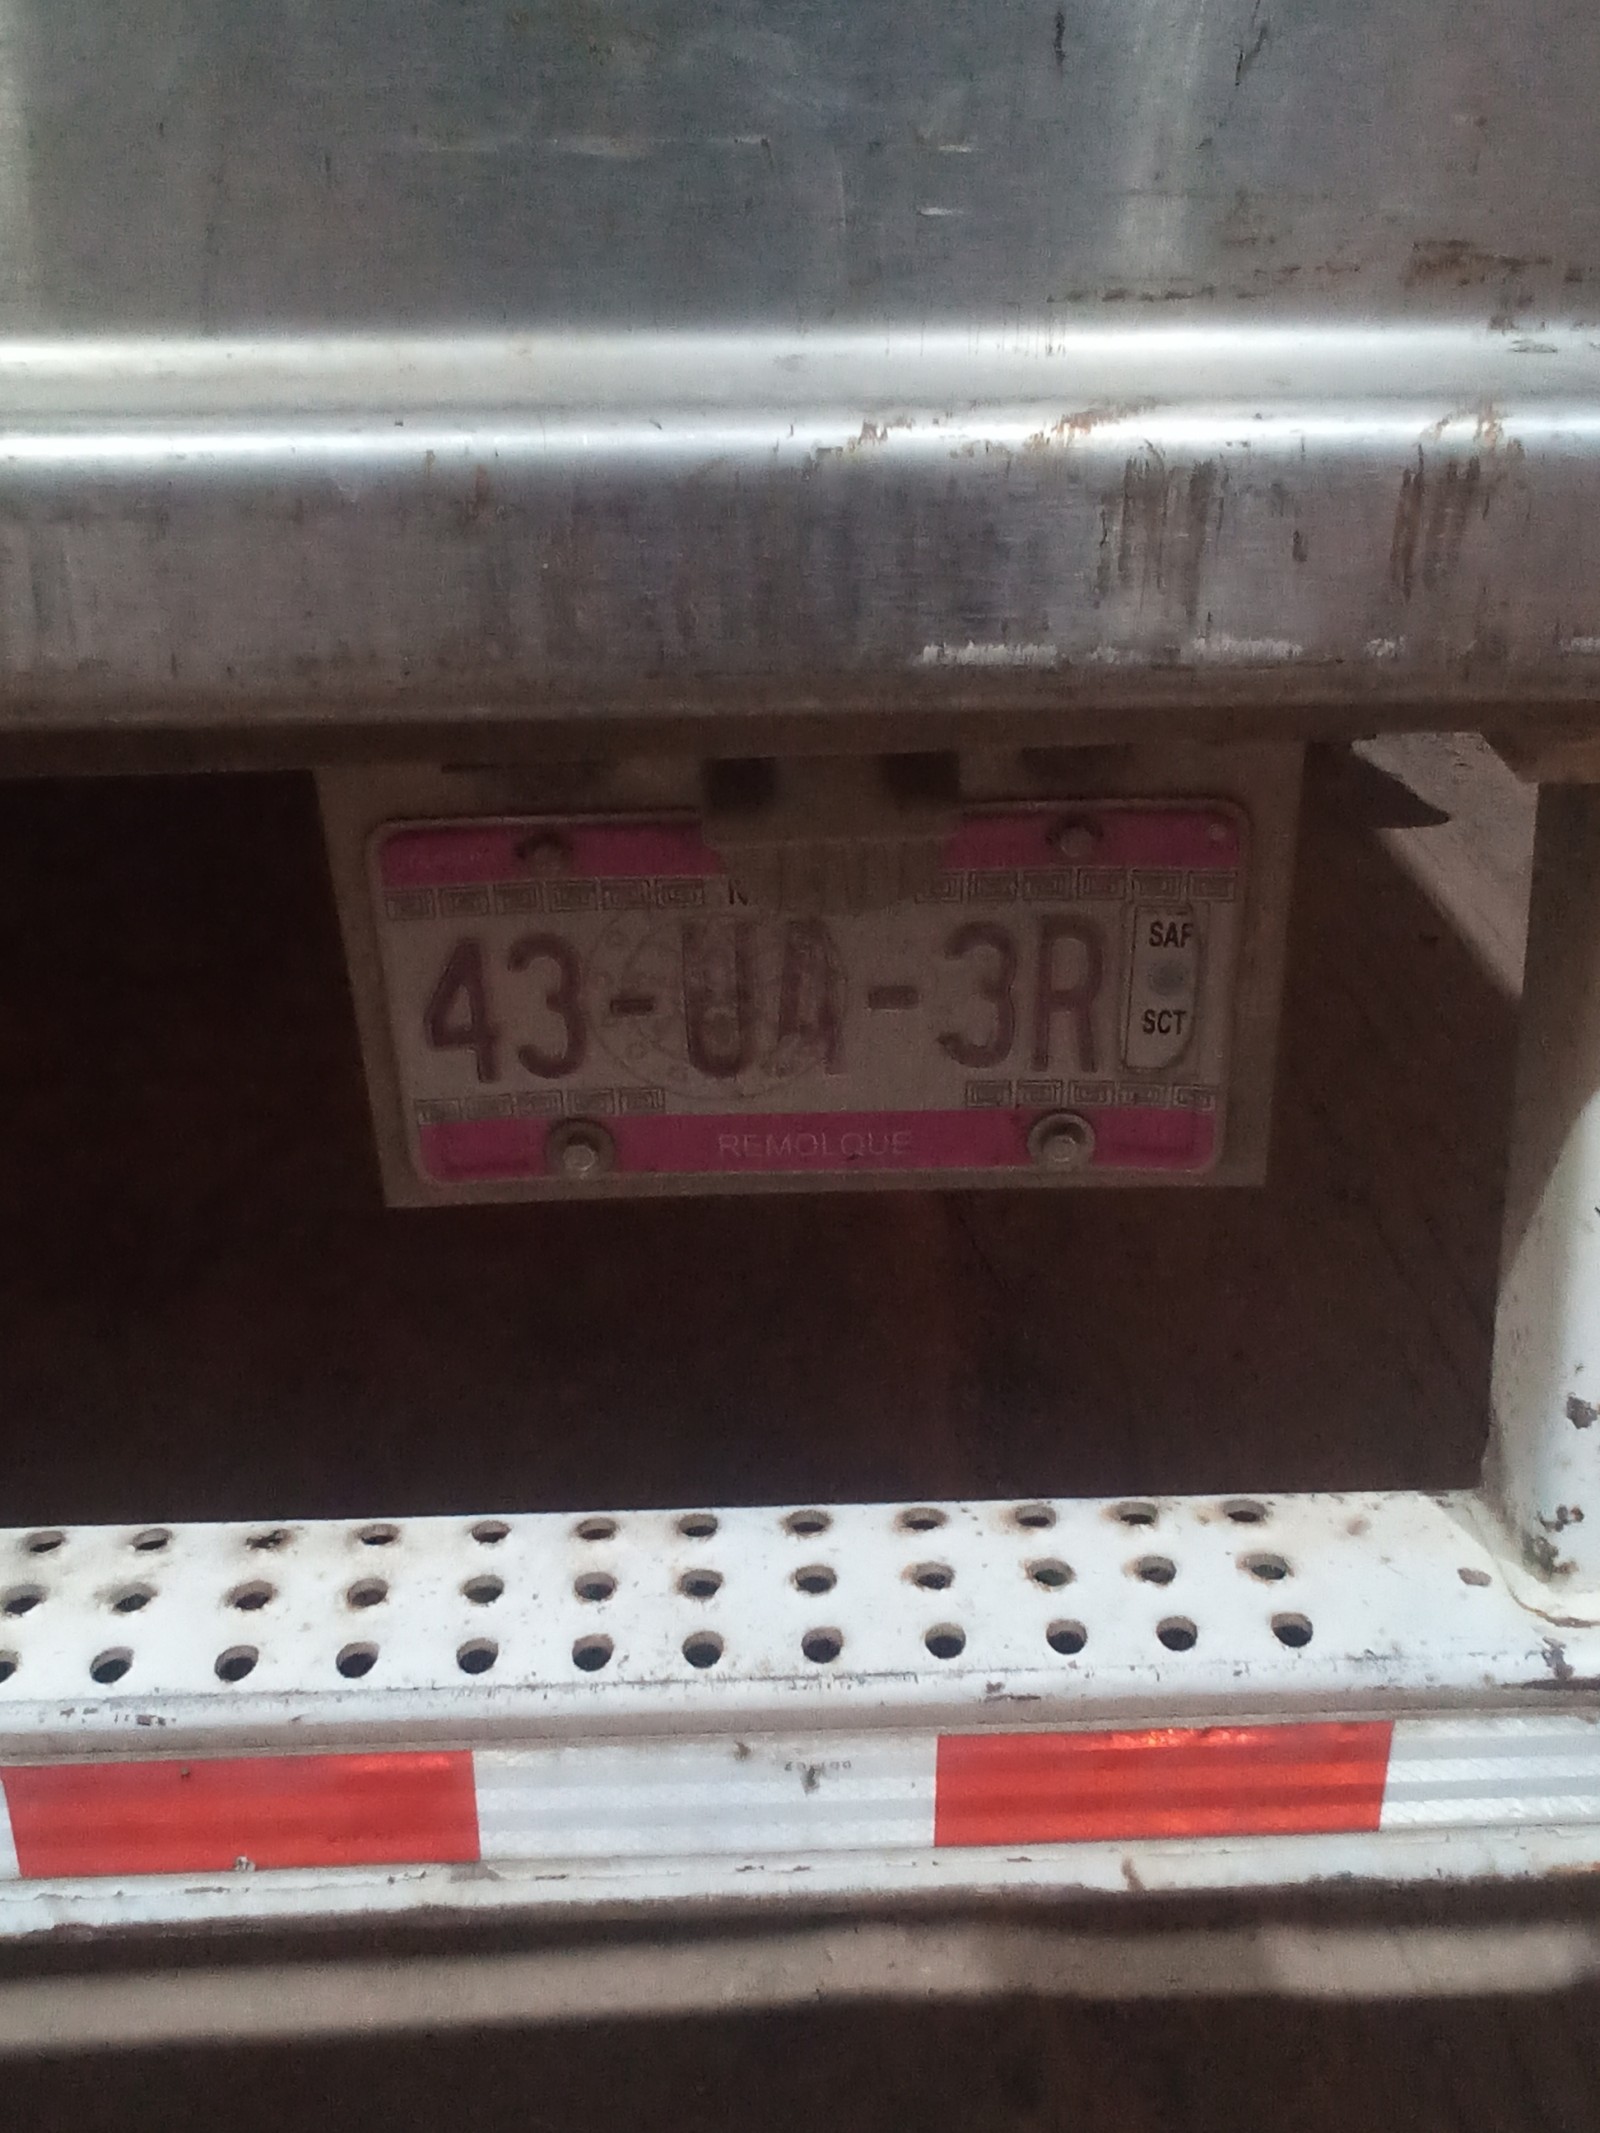 43-UA-3R
SAF
SCT
REMOLQUE